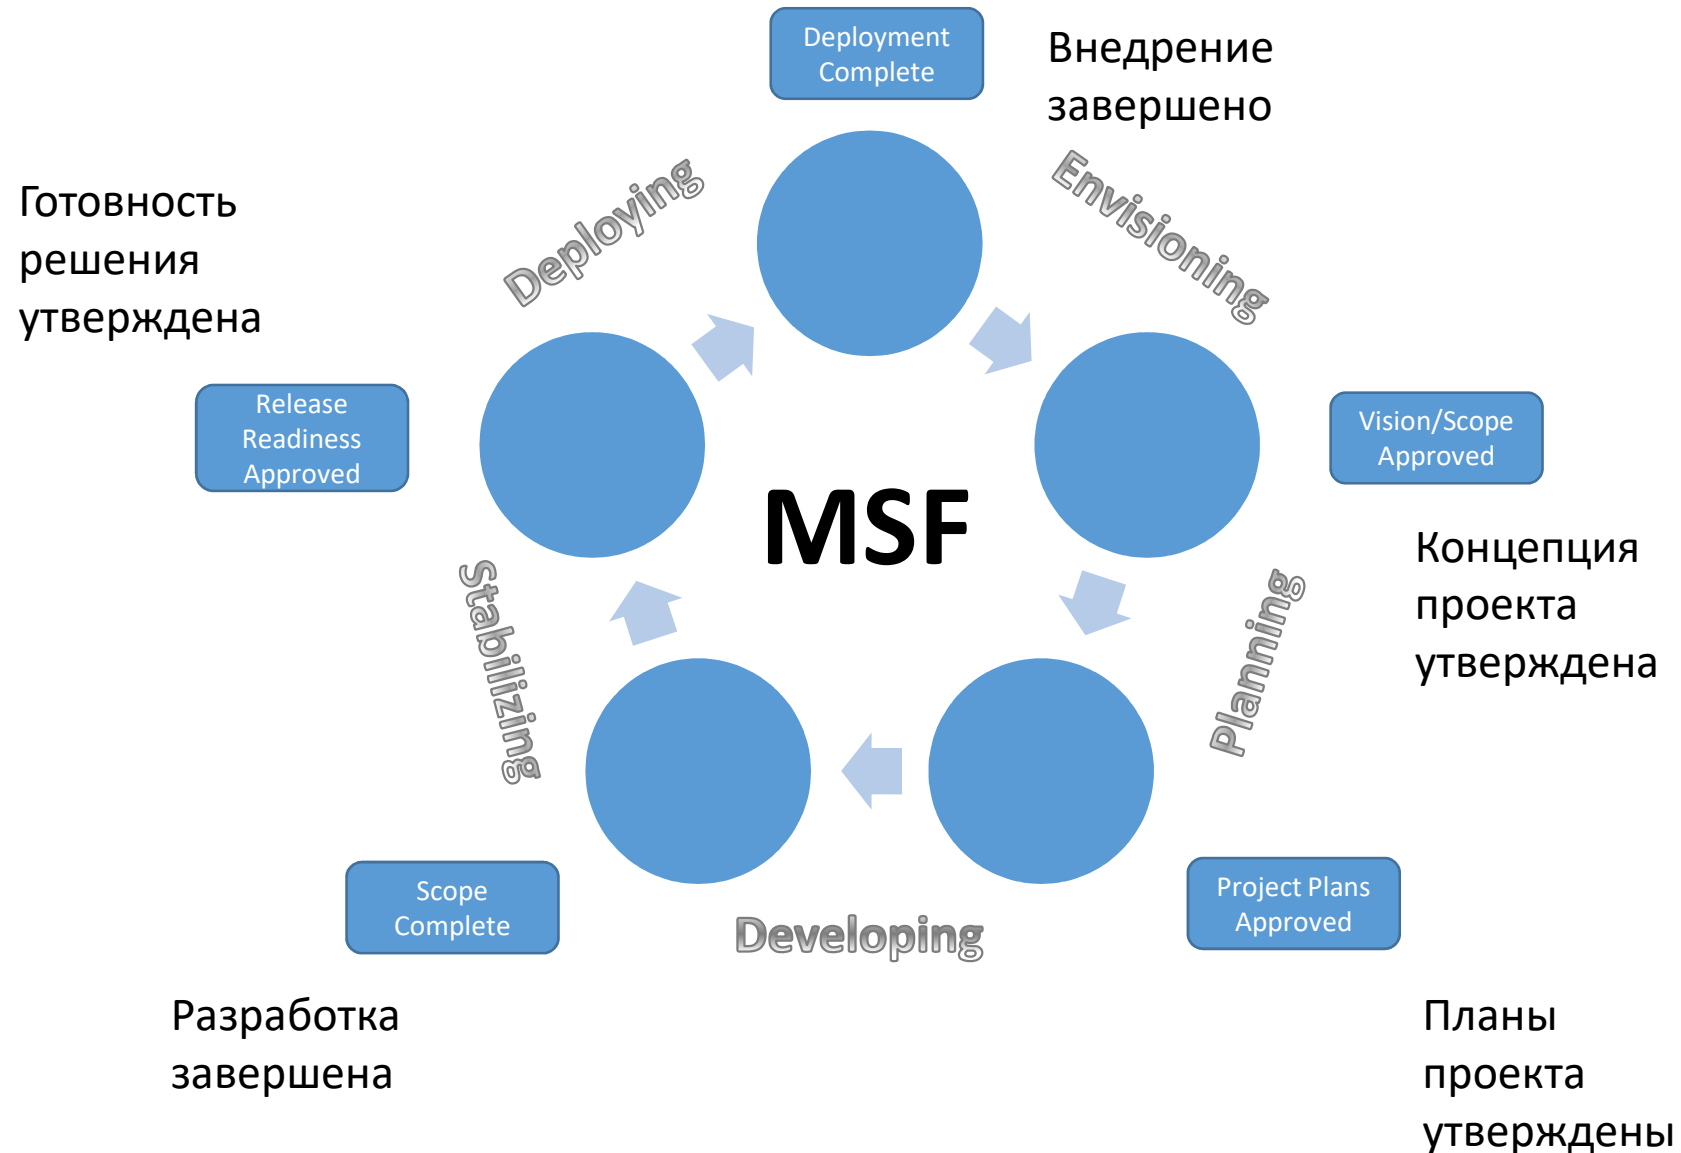 Deployment
Complete
Внедрение
завершено
Deploying
Envisioning
Готовность
решения
утверждена
Release
Readiness
Approved
Vision/Scope
Approved
MSF
Концепция
проекта
утверждена
Stabilizing
Planning
Scope
Complete
Project Plans
Approved
Developing
Разработка
завершена
Планы
проекта
утверждены